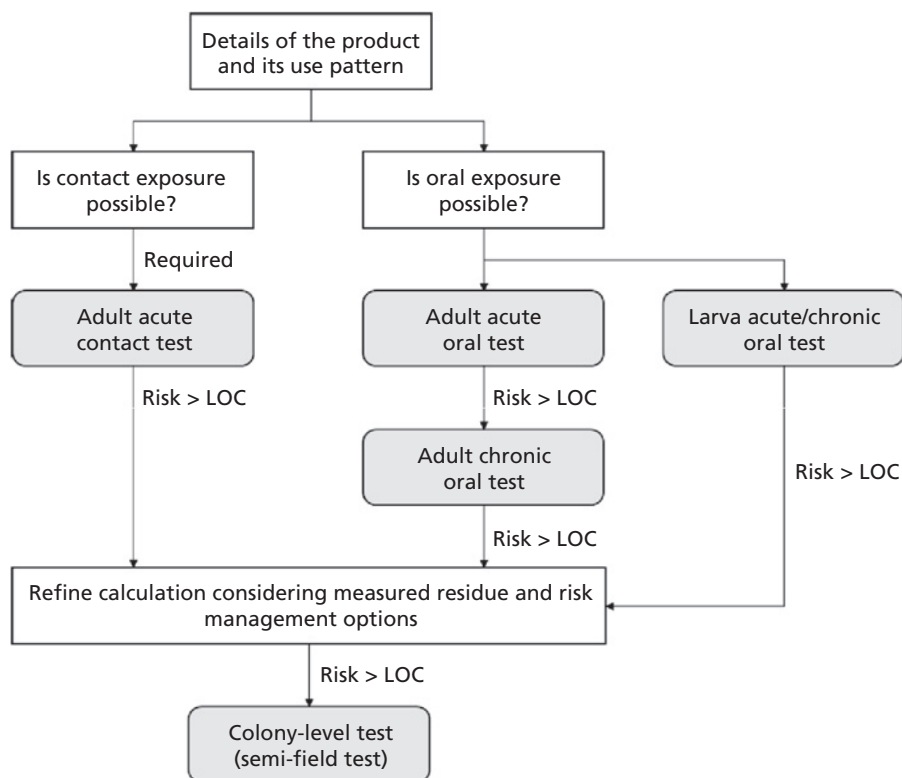 Details of the product
and its use pattern
Is contact exposure
possible?
Is oral exposure
possible?
Required
Adult acute
contact test
Adult acute
oral test
Larva acute/chronic
oral test
Risk > LOC
Risk > LOC
Adult chronic
oral test
Risk > LOC
Risk > LOC
Refine calculation considering measured residue and risk
management options
Risk > LOC
Colony-level test
(semi-field test)